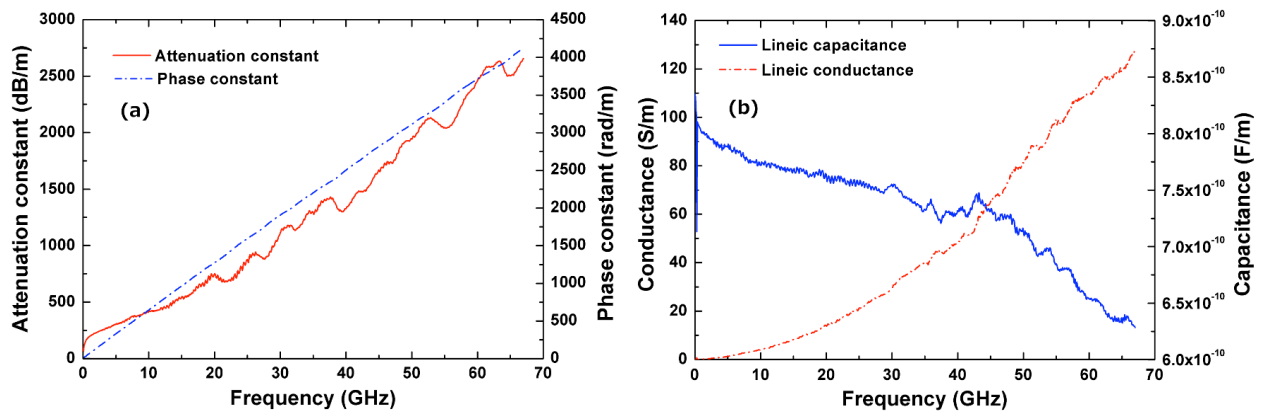 3000
2500
2000
1500
1000
500
0
Attenuation constant (dB/m)
Attenuation constant
Phase constant
(a)
4500
4000
3500
3000
2500
2000
1500
1000
500
0
Phase constant (rad/m)
0 10 20 30 40 50 60 70
Frequency (GHz)
140
120
100
80
60
40
20
0
Conductance (S/m)
(b)
Lineic capacitance
Lineic conductance
9.0x10⁻¹⁰
8.5x10⁻¹⁰
8.0x10⁻¹⁰
7.5x10⁻¹⁰
7.0x10⁻¹⁰
6.5x10⁻¹⁰
6.0x10⁻¹⁰
Capacitance (F/m)
0 10 20 30 40 50 60 70
Frequency (GHz)